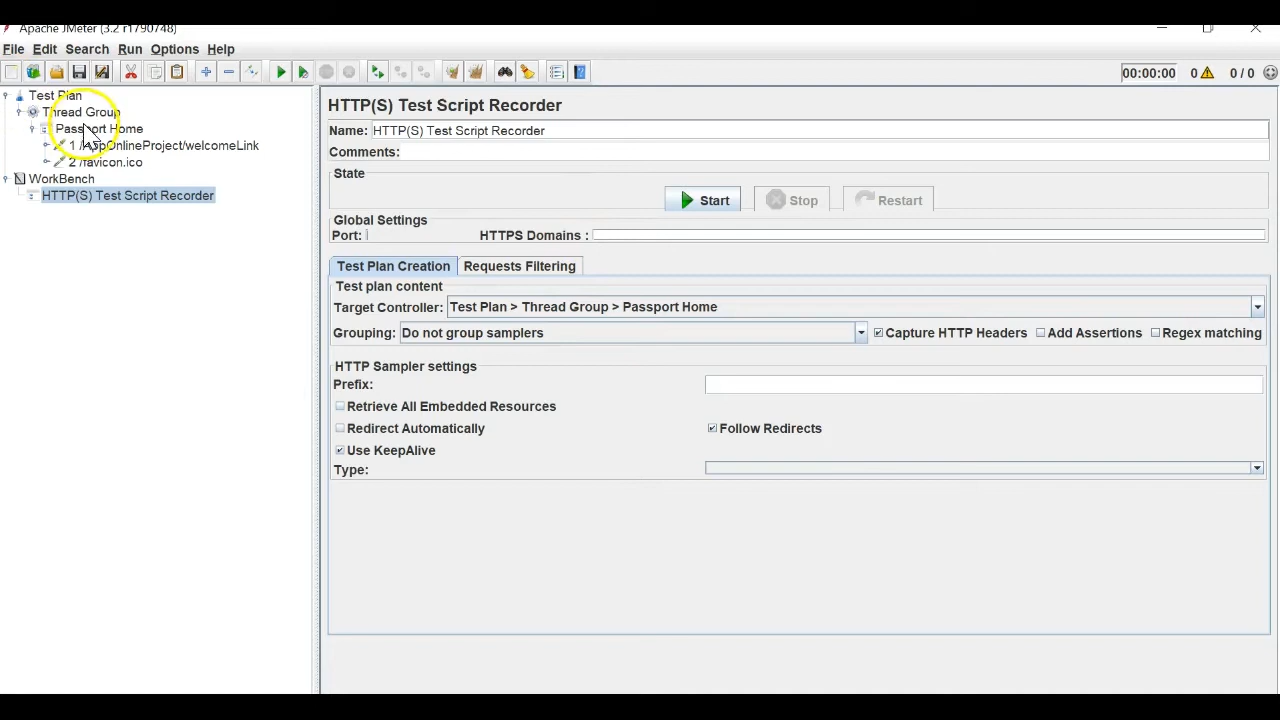 Apache JMeter (3.2 r1790748)
File Edit Search Run Options Help
00:00:00 0 0 / 0
Test Plan
Thread Group
Passport Home
1 /AppOnlineProject/welcomeLink
2 /favicon.ico
WorkBench
HTTP(S) Test Script Recorder
HTTP(S) Test Script Recorder
Name: HTTP(S) Test Script Recorder
Comments:
State
Start Stop Restart
Global Settings
Port: HTTPS Domains :
Test Plan Creation Requests Filtering
Test plan content
Target Controller: Test Plan > Thread Group > Passport Home
Grouping: Do not group samplers Capture HTTP Headers Add Assertions Regex matching
HTTP Sampler settings
Prefix:
Retrieve All Embedded Resources
Redirect Automatically Follow Redirects
Use KeepAlive
Type: